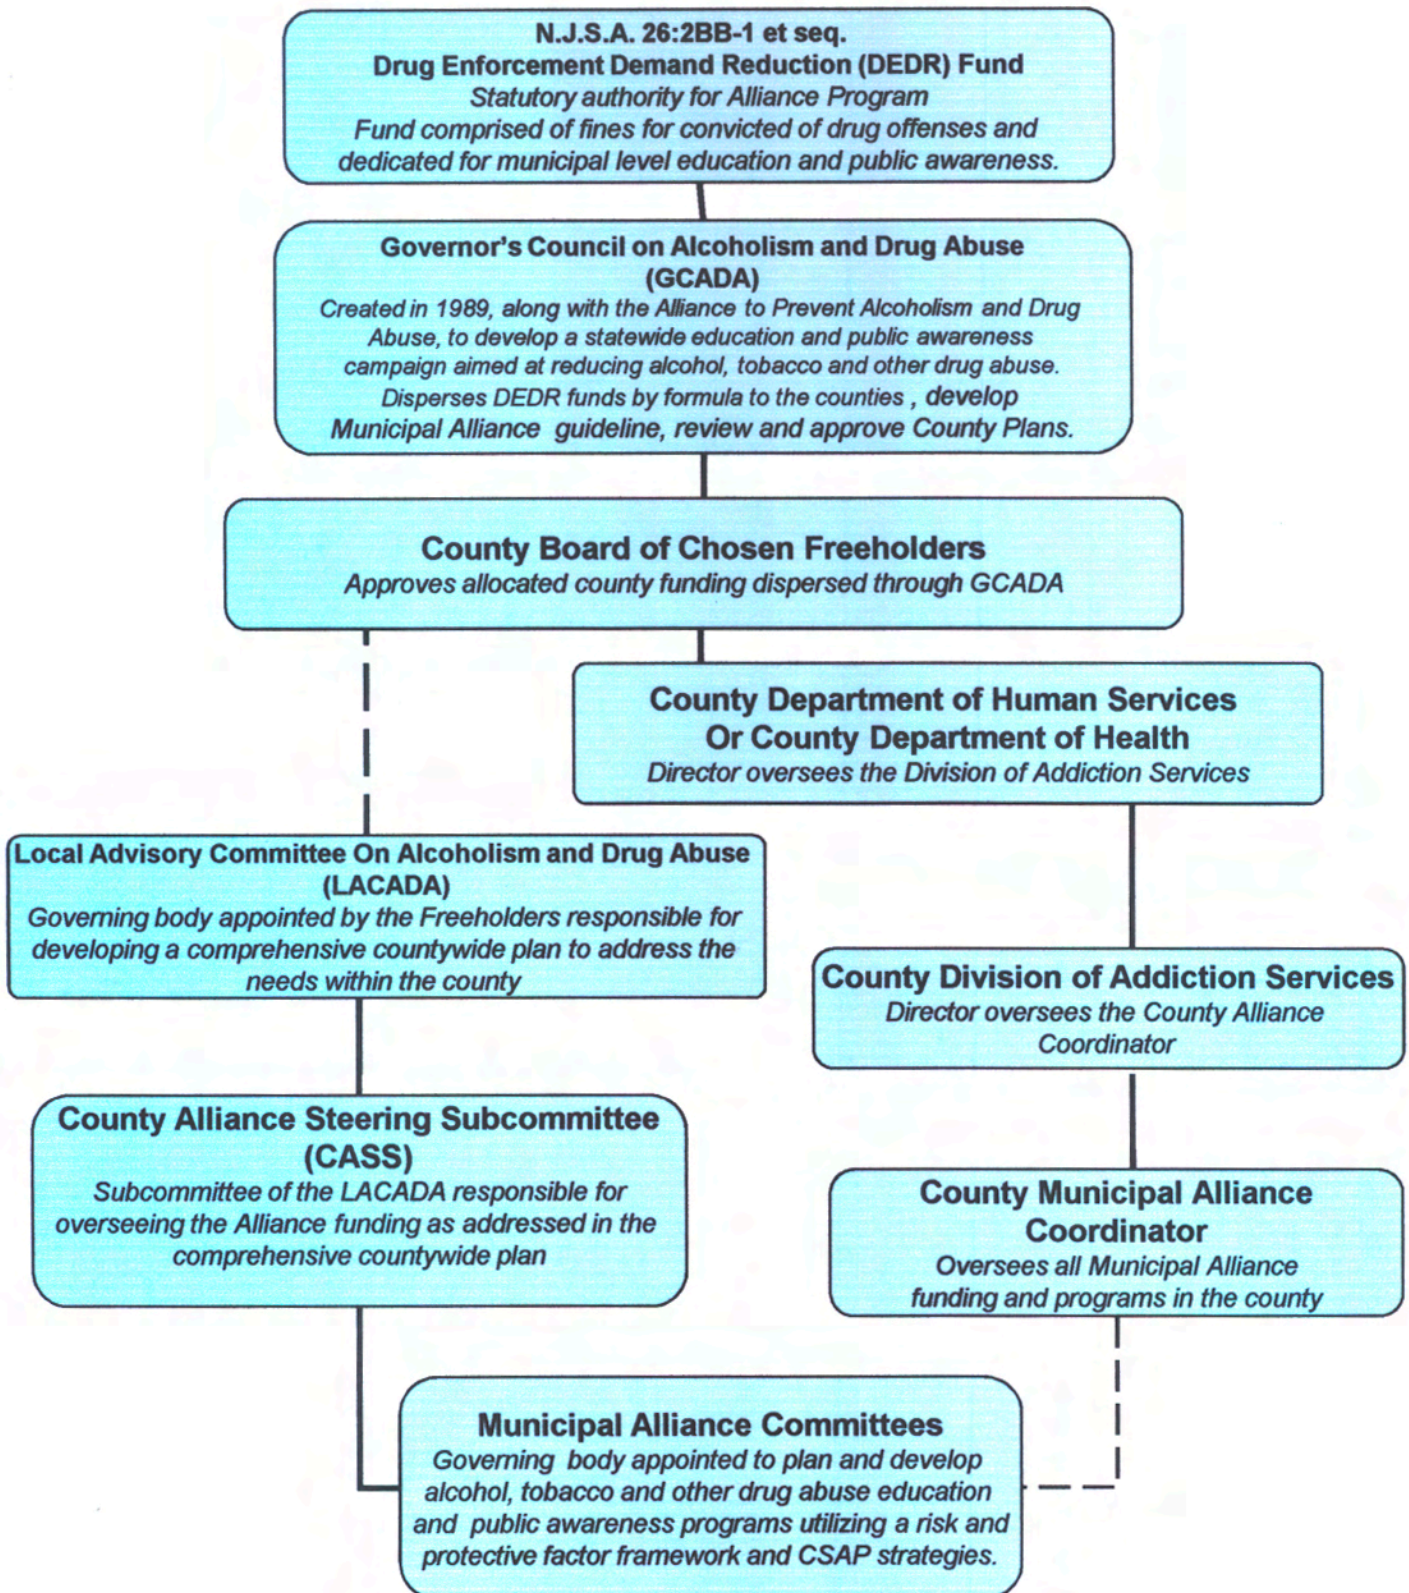 N.J.S.A. 26:2BB-1 et seq.
Drug Enforcement Demand Reduction (DEDR) Fund
Statutory authority for Alliance Program
Fund comprised of fines for convicted of drug offenses and
dedicated for municipal level education and public awareness.
Governor's Council on Alcoholism and Drug Abuse
(GCADA)
Created in 1989, along with the Alliance to Prevent Alcoholism and Drug
Abuse, to develop a statewide education and public awareness
campaign aimed at reducing alcohol, tobacco and other drug abuse.
Disperses DEDR funds by formula to the counties , develop
Municipal Alliance guideline, review and approve County Plans.
County Board of Chosen Freeholders
Approves allocated county funding dispersed through GCADA
County Department of Human Services
Or County Department of Health
Director oversees the Division of Addiction Services
Local Advisory Committee On Alcoholism and Drug Abuse
(LACADA)
Governing body appointed by the Freeholders responsible for
developing a comprehensive countywide plan to address the
needs within the county
County Division of Addiction Services
Director oversees the County Alliance
Coordinator
County Alliance Steering Subcommittee
(CASS)
Subcommittee of the LACADA responsible for
overseeing the Alliance funding as addressed in the
comprehensive countywide plan
County Municipal Alliance
Coordinator
Oversees all Municipal Alliance
funding and programs in the county
Municipal Alliance Committees
Governing body appointed to plan and develop
alcohol, tobacco and other drug abuse education
and public awareness programs utilizing a risk and
protective factor framework and CSAP strategies.